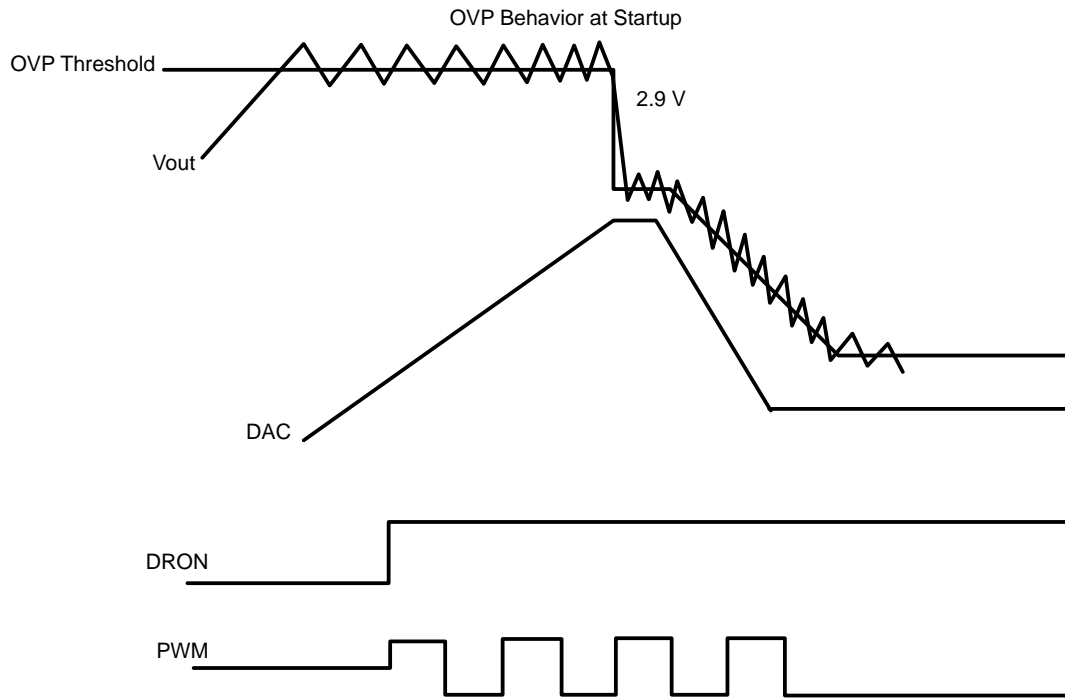 OVP Behavior at Startup
OVP Threshold
2.9 V
Vout
DAC
DRON
PWM